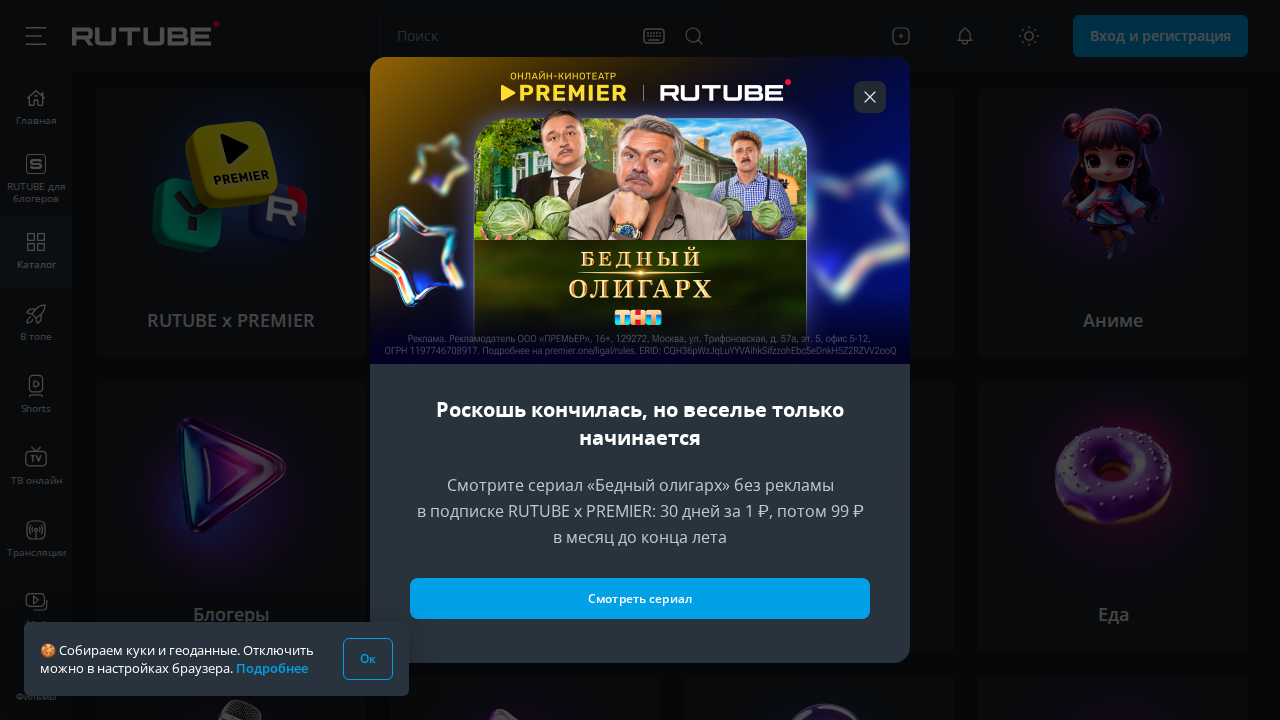 RUTUBE
Поиск
Вход и регистрация
Главная
RUTUBE для
блогеров
Каталог
В топе
Shorts
ТВ онлайн
Трансляции
Фильмы
PREMIER
RUTUBE x PREMIER
Аниме
Блогеры
Еда
ОНЛАЙН-КИНОТЕАТР
PREMIER | RUTUBE
БЕДНЫЙ
ОЛИГАРХ
ТНТ
Реклама. Рекламодатель ООО «ПРЕМЬЕР», 16+, 129272, Москва, ул. Трифоновская, д. 57а, эт. 5, офис 5-12,
ОГРН 1197746708917. Подробнее на premier.one/ligal/rules. ERID: CQH36pWzJqLuYYVAihkSifzzohEbc5eDnkH5Z2RZVV2ooQ
Роскошь кончилась, но веселье только
начинается
Смотрите сериал «Бедный олигарх» без рекламы
в подписке RUTUBE x PREMIER: 30 дней за 1 ₽, потом 99 ₽
в месяц до конца лета
Смотреть сериал
🍪 Собираем куки и геоданные. Отключить
можно в настройках браузера. Подробнее
Ок